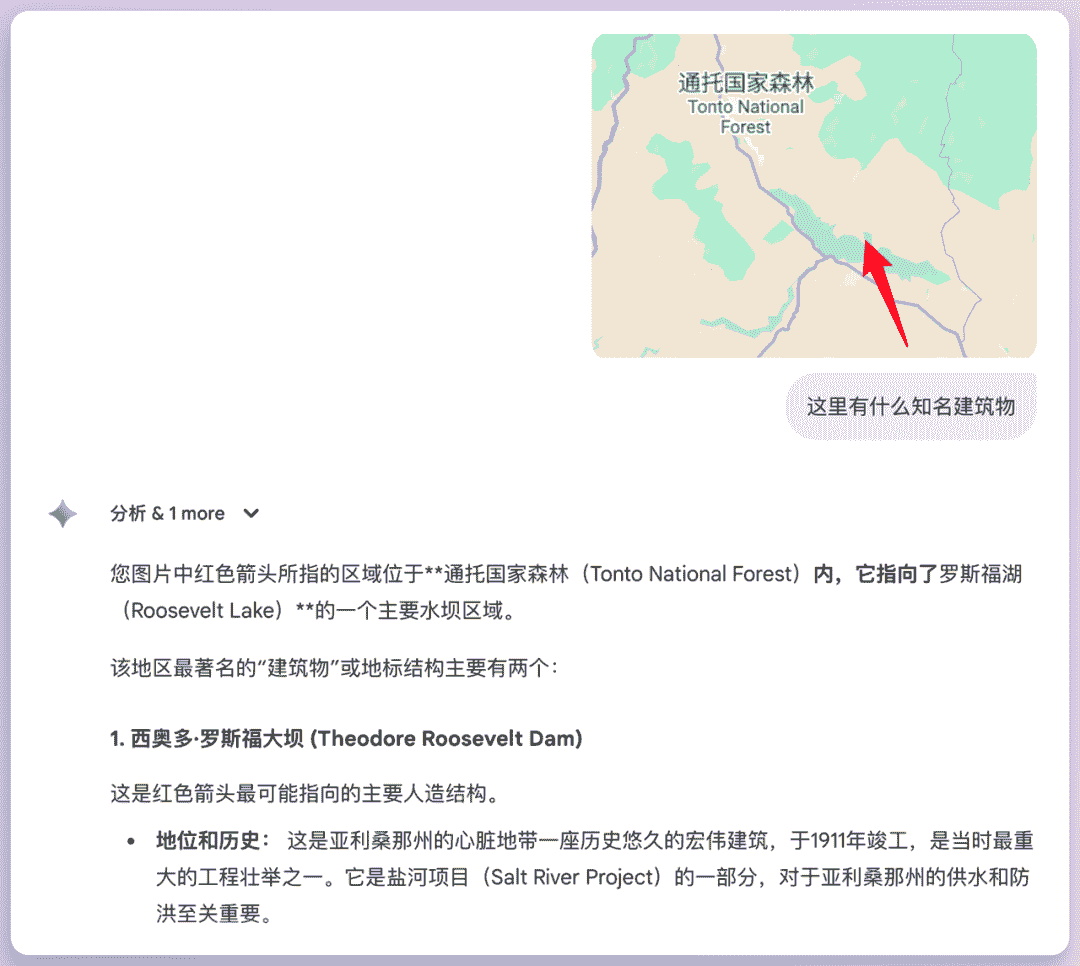 通托国家森林
Tonto National
Forest
这里有什么知名建筑物
分析 & 1 more
您图片中红色箭头所指的区域位于**通托国家森林（Tonto National Forest）内，它指向了罗斯福湖
（Roosevelt Lake）**的一个主要水坝区域。
该地区最著名的“建筑物”或地标结构主要有两个：
1. 西奥多·罗斯福大坝 (Theodore Roosevelt Dam)
这是红色箭头最可能指向的主要人造结构。
• 地位和历史： 这是亚利桑那州的心脏地带一座历史悠久的宏伟建筑，于1911年竣工，是当时最重
大的工程壮举之一。它是盐河项目（Salt River Project）的一部分，对于亚利桑那州的供水和防
洪至关重要。